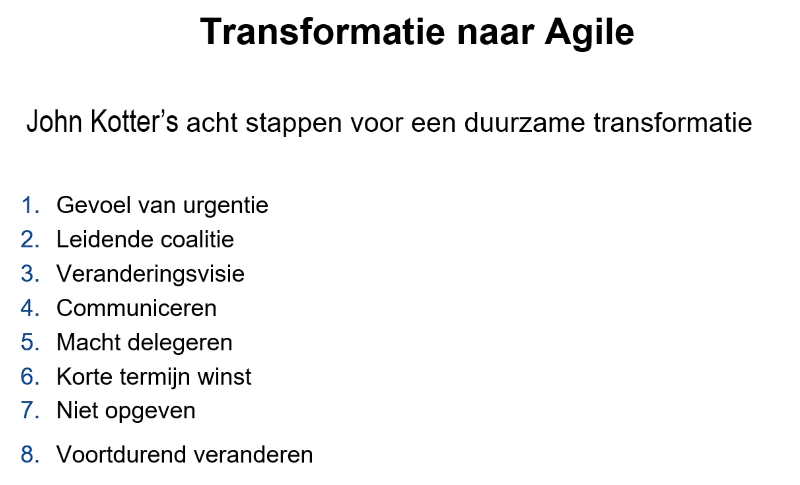 Transformatie naar Agile
John Kotter’s acht stappen voor een duurzame transformatie
1. Gevoel van urgentie
2. Leidende coalitie
3. Veranderingsvisie
4. Communiceren
5. Macht delegeren
6. Korte termijn winst
7. Niet opgeven
8. Voortdurend veranderen